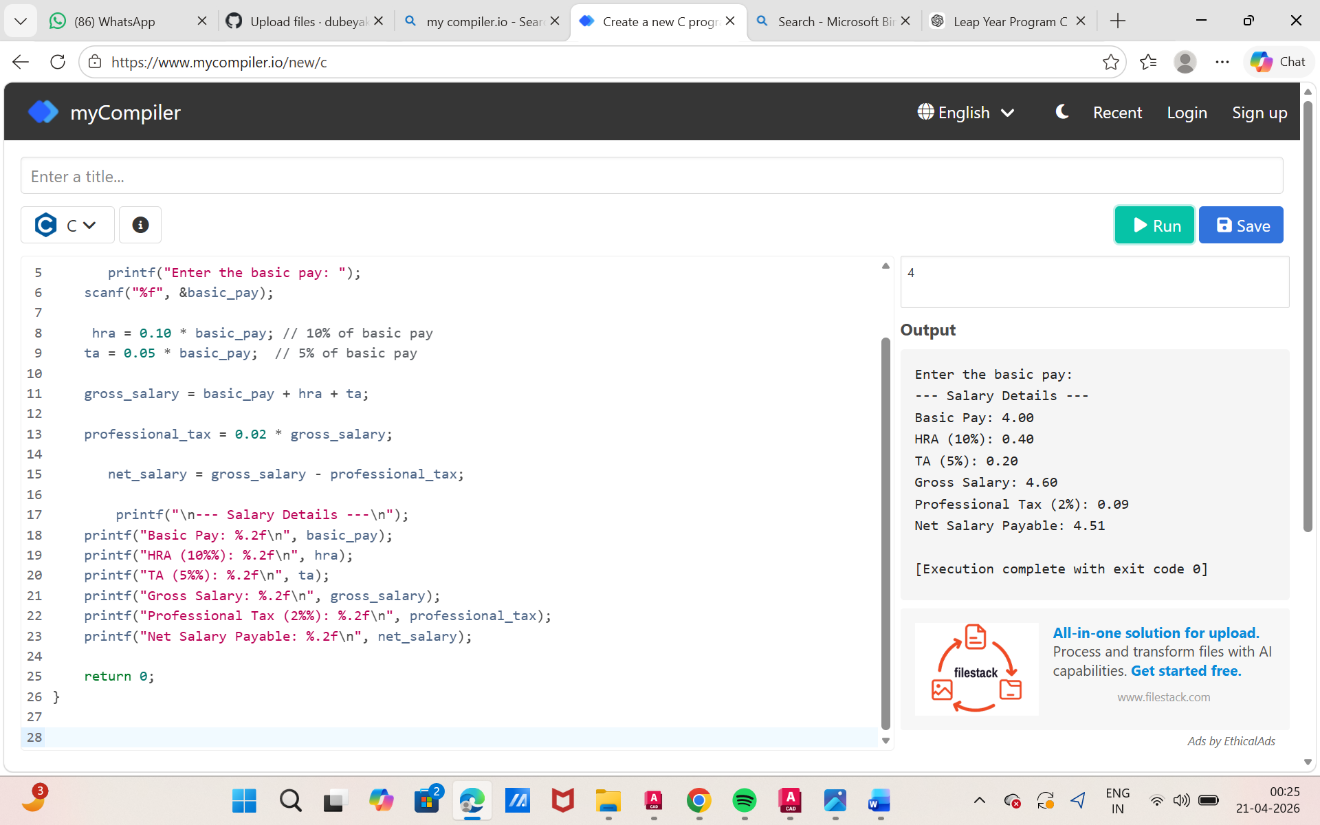 (86) WhatsApp
Upload files · dubeyak
my compiler.io - Sear
Create a new C progr
Search - Microsoft Bin
Leap Year Program C
https://www.mycompiler.io/new/c
Chat
myCompiler
English
Recent
Login
Sign up
Enter a title...
C
Run
Save
5 printf("Enter the basic pay: ");
6 scanf("%f", &basic_pay);
7
8 hra = 0.10 * basic_pay; // 10% of basic pay
9 ta = 0.05 * basic_pay; // 5% of basic pay
10
11 gross_salary = basic_pay + hra + ta;
12
13 professional_tax = 0.02 * gross_salary;
14
15 net_salary = gross_salary - professional_tax;
16
17 printf("\n--- Salary Details ---\n");
18 printf("Basic Pay: %.2f\n", basic_pay);
19 printf("HRA (10%%): %.2f\n", hra);
20 printf("TA (5%%): %.2f\n", ta);
21 printf("Gross Salary: %.2f\n", gross_salary);
22 printf("Professional Tax (2%%): %.2f\n", professional_tax);
23 printf("Net Salary Payable: %.2f\n", net_salary);
24
25 return 0;
26 }
27
28
4
Output
Enter the basic pay:
--- Salary Details ---
Basic Pay: 4.00
HRA (10%): 0.40
TA (5%): 0.20
Gross Salary: 4.60
Professional Tax (2%): 0.09
Net Salary Payable: 4.51
[Execution complete with exit code 0]
filestack
All-in-one solution for upload.
Process and transform files with AI
capabilities. Get started free.
www.filestack.com
Ads by EthicalAds
3
2
A
CAD
A
CAD
W
ENG
IN
00:25
21-04-2026